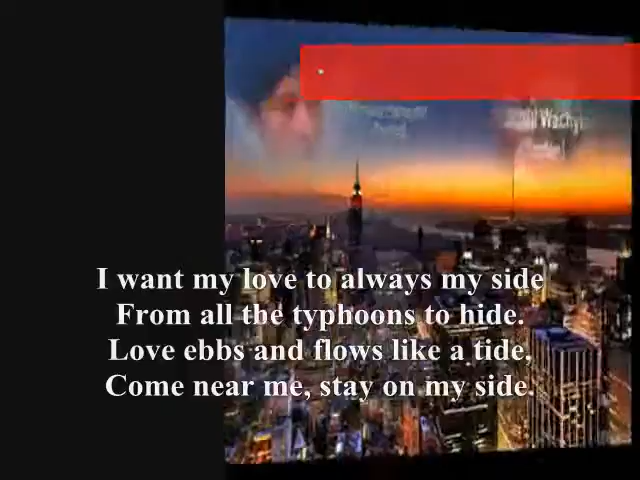 I want my love to always my side
From all the typhoons to hide.
Love ebbs and flows like a tide.
Come near me, stay on my side.